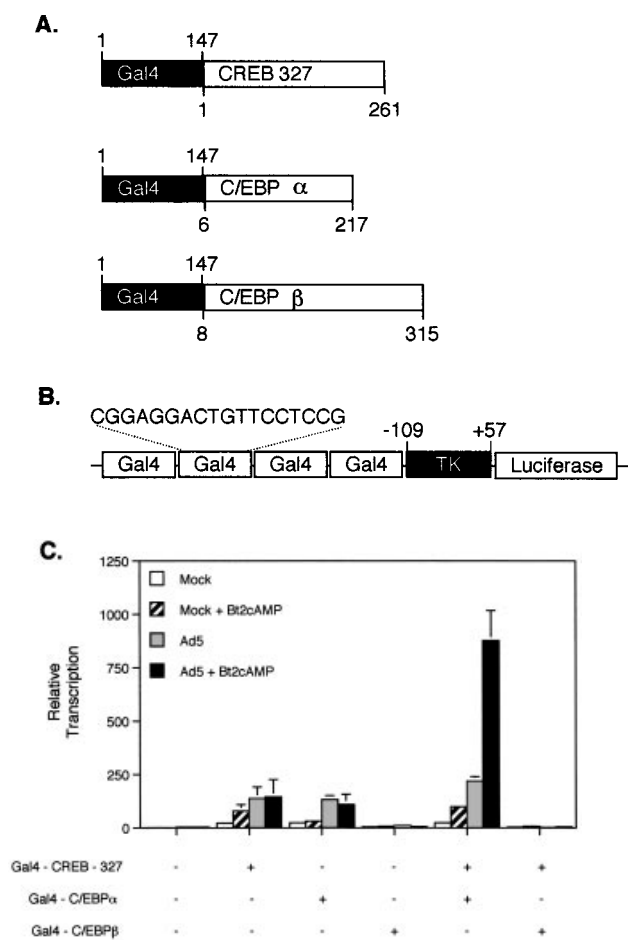 A.
1 147
Gal4 CREB 327
1 261
1 147
Gal4 C/EBP α
6 217
1 147
Gal4 C/EBP β
8 315
B.
CGGAGGACTGTTCCTCCG
-109 +57
Gal4 Gal4 Gal4 Gal4 TK Luciferase
C.
Relative
Transcription
1250
1000
750
500
250
0
Mock
Mock + Bt2cAMP
Ad5
Ad5 + Bt2cAMP
Gal4 - CREB - 327 - + - - + +
Gal4 - C/EBPα - - + - + -
Gal4 - C/EBPβ - - - + - +